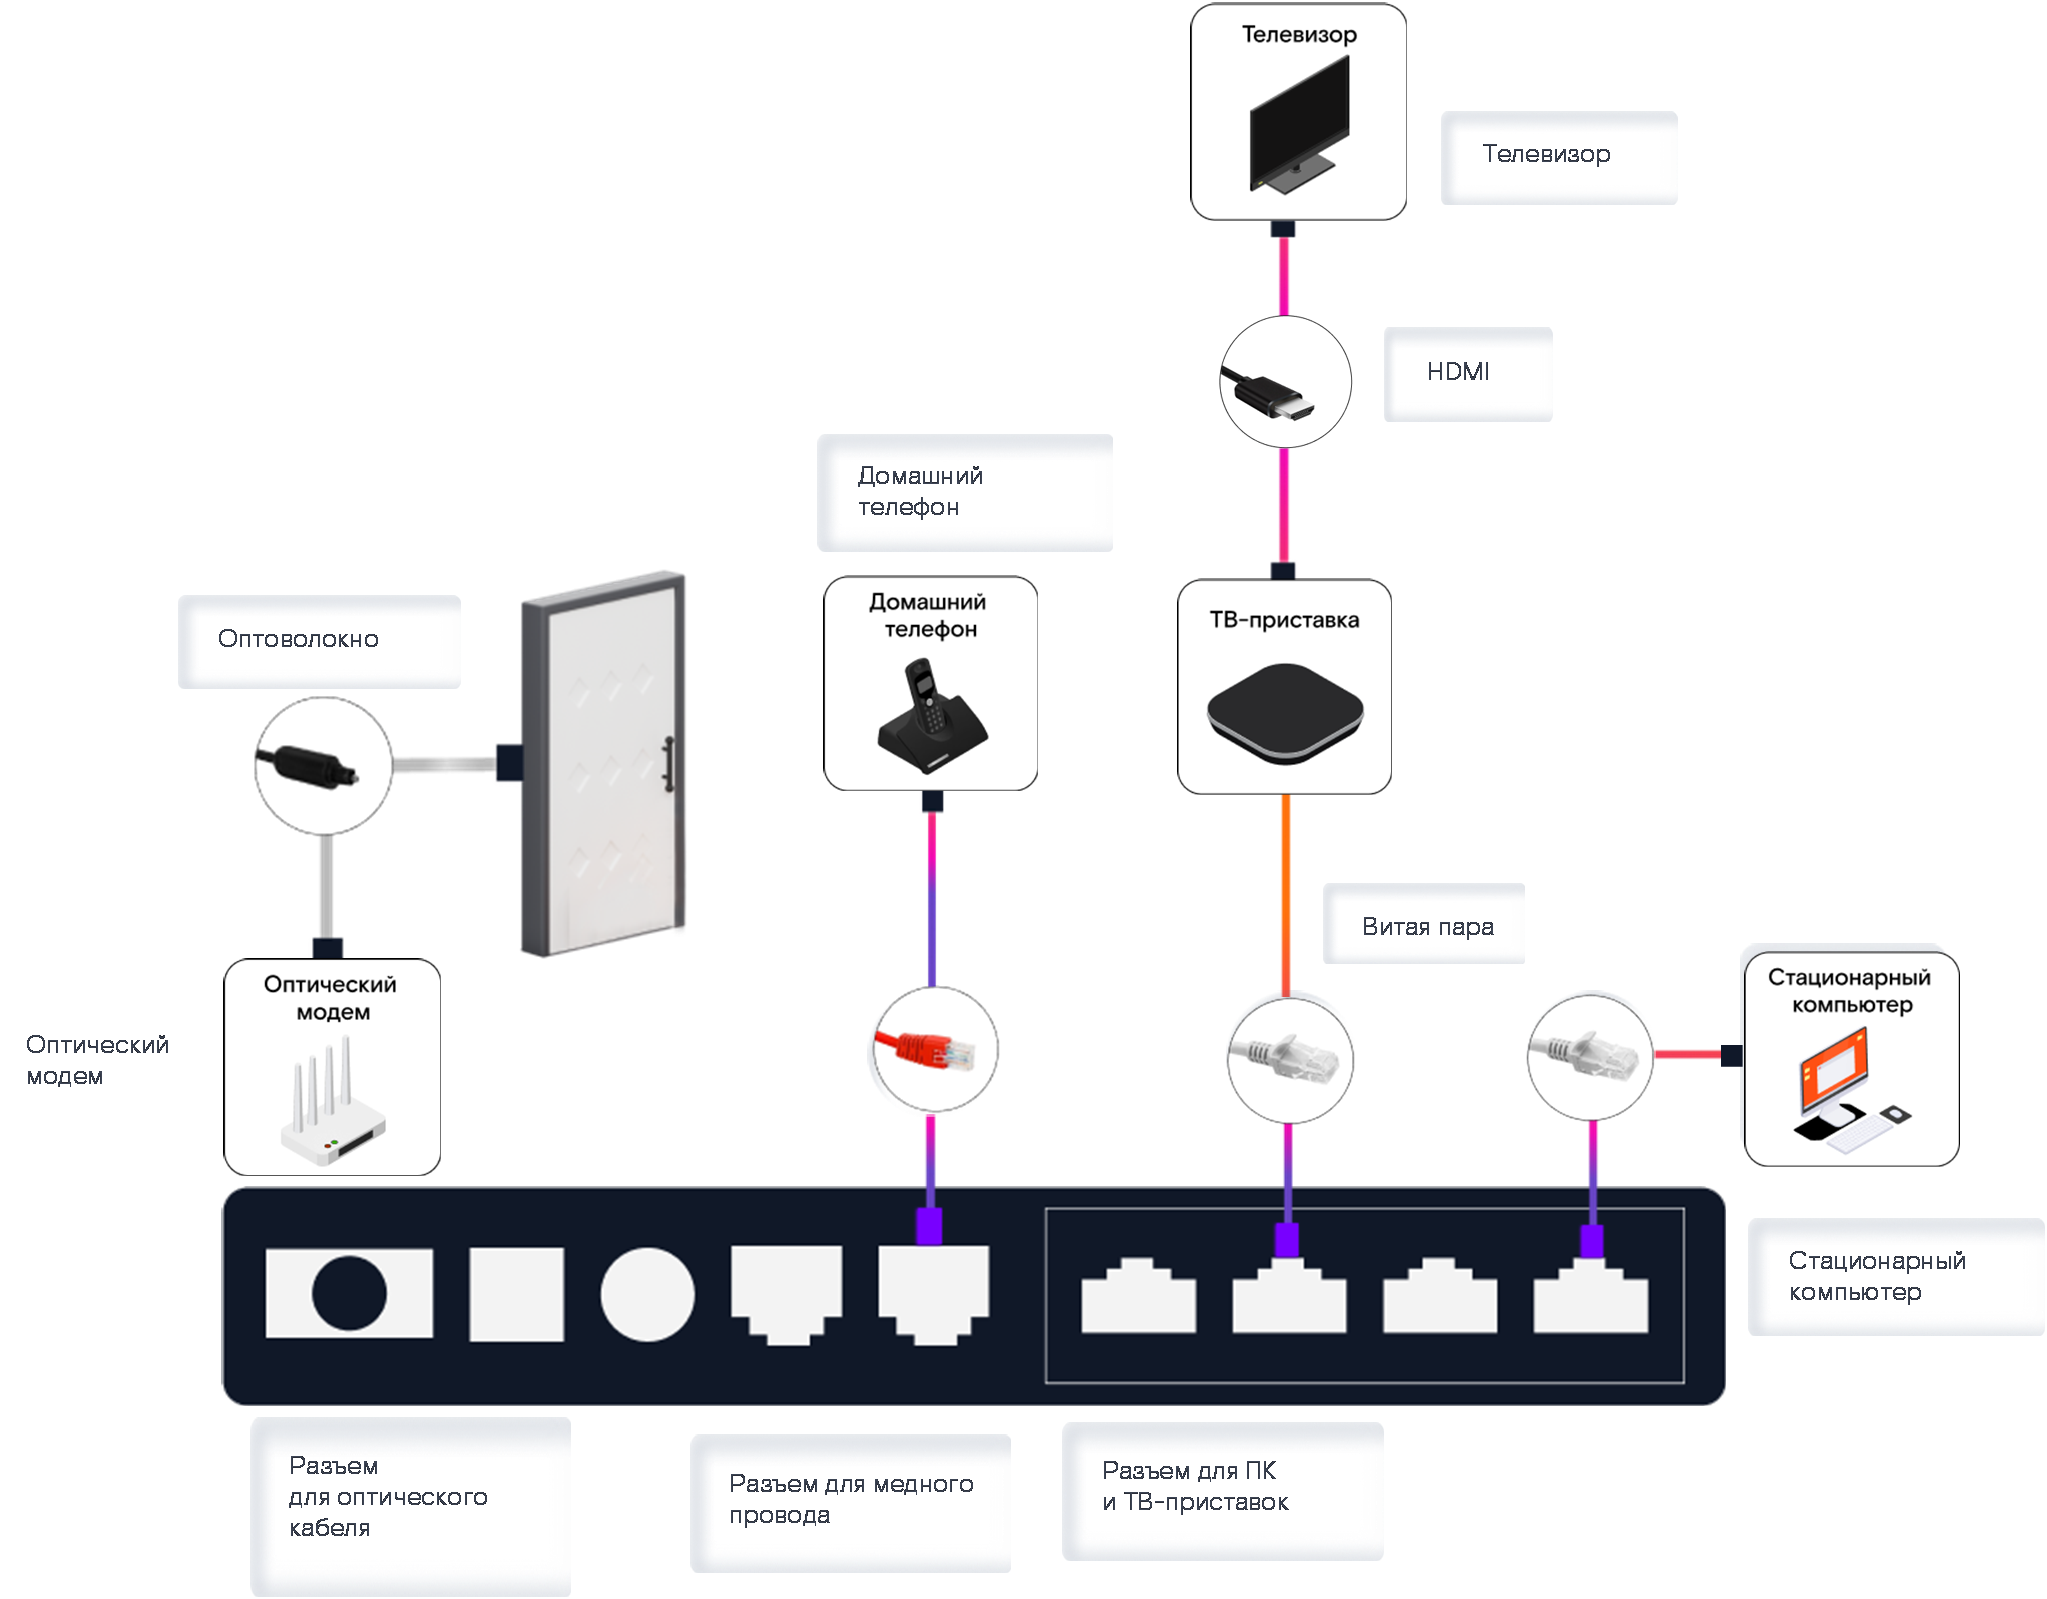 Телевизор
Телевизор
HDMI
Домашний
телефон
Оптоволокно
Домашний
телефон
ТВ-приставка
Витая пара
Оптический
модем
Оптический
модем
Стационарный
компьютер
Стационарный
компьютер
Разъем
для оптического
кабеля
Разъем для медного
провода
Разъем для ПК
и ТВ-приставок